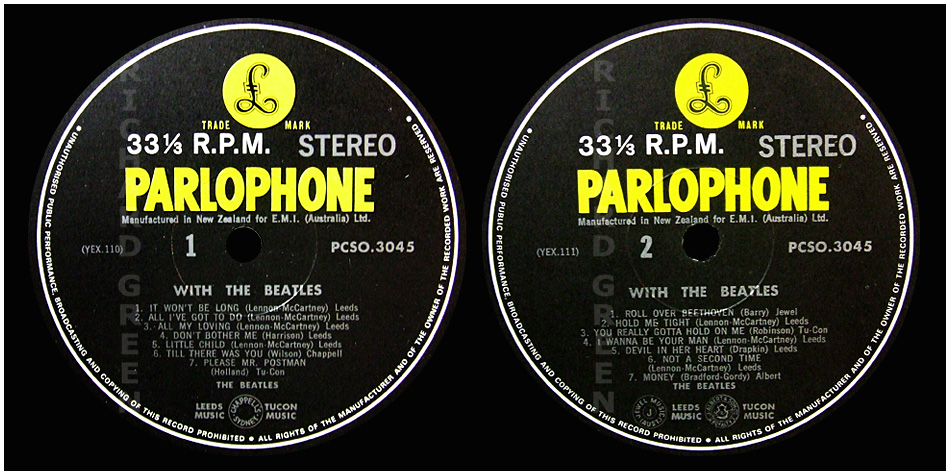 £
TRADE MARK
33⅓ R.P.M. STEREO
PARLOPHONE
Manufactured in New Zealand for E.M.I. (Australia) Ltd.
(YEX.110) 1 PCSO.3045
WITH THE BEATLES
1. IT WON'T BE LONG (Lennon-McCartney) Leeds
2. ALL I'VE GOT TO DO (Lennon-McCartney) Leeds
3. ALL MY LOVING (Lennon-McCartney) Leeds
4. DON'T BOTHER ME (Harrison) Leeds
5. LITTLE CHILD (Lennon-McCartney) Leeds
6. TILL THERE WAS YOU (Wilson) Chappell
7. PLEASE MR. POSTMAN
(Holland) Tu-Con
THE BEATLES
LEEDS MUSIC
CHAPPELL SYDNEY
TUCON MUSIC
• UNAUTHORISED PUBLIC PERFORMANCE, BROADCASTING AND COPYING OF THIS RECORD PROHIBITED • ALL RIGHTS OF THE MANUFACTURER AND OF THE OWNER OF THE RECORDED WORK ARE RESERVED •
RICHARD GREEN
£
TRADE MARK
33⅓ R.P.M. STEREO
PARLOPHONE
Manufactured in New Zealand for E.M.I. (Australia) Ltd.
(YEX.111) 2 PCSO.3045
WITH THE BEATLES
1. ROLL OVER BEETHOVEN (Barry) Jewel
2. HOLD ME TIGHT (Lennon-McCartney) Leeds
3. YOU REALLY GOTTA HOLD ON ME (Robinson) Tu-Con
4. I WANNA BE YOUR MAN (Lennon-McCartney) Leeds
5. DEVIL IN HER HEART (Drapkin) Leeds
6. NOT A SECOND TIME
(Lennon-McCartney) Leeds
7. MONEY (Bradford-Gordy) Albert
THE BEATLES
JEWEL MUSIC
J
LEEDS MUSIC
TUCON MUSIC
• UNAUTHORISED PUBLIC PERFORMANCE, BROADCASTING AND COPYING OF THIS RECORD PROHIBITED • ALL RIGHTS OF THE MANUFACTURER AND OF THE OWNER OF THE RECORDED WORK ARE RESERVED •
RICHARD GREEN